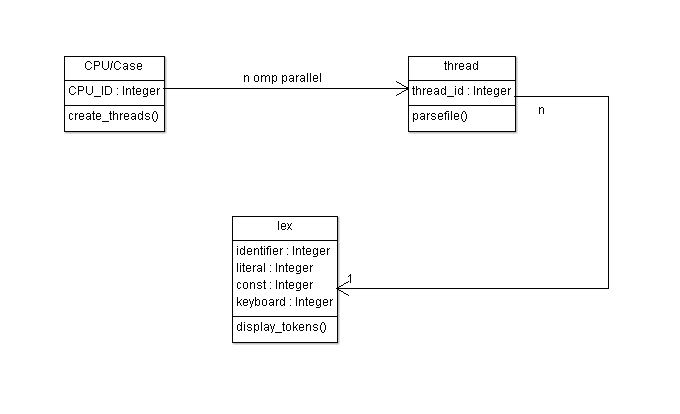 CPU/Case
CPU_ID : Integer
create_threads()
n omp parallel
thread
thread_id : Integer
parsefile()
n
lex
identifier : Integer
literal : Integer
const : Integer
keyboard : Integer
display_tokens()
1